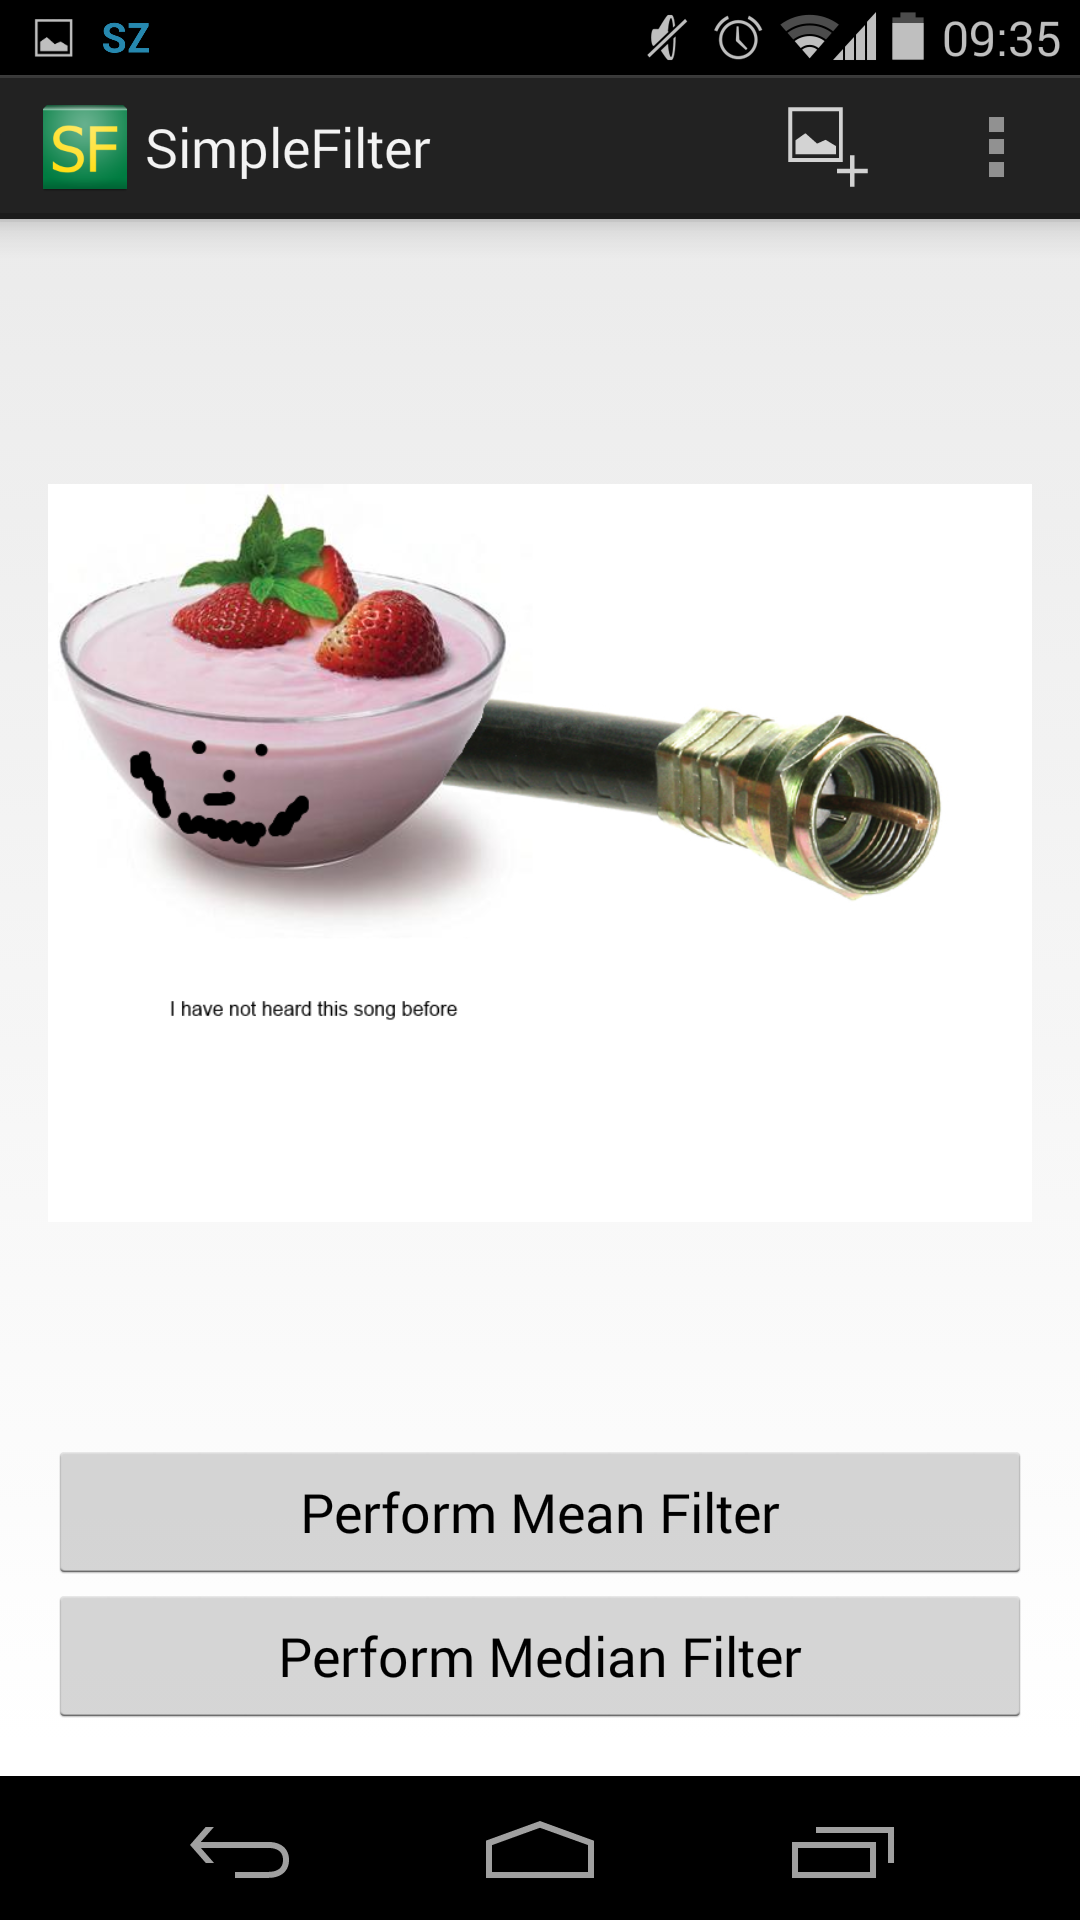 SZ
09:35
SF
SimpleFilter
I have not heard this song before
Perform Mean Filter
Perform Median Filter